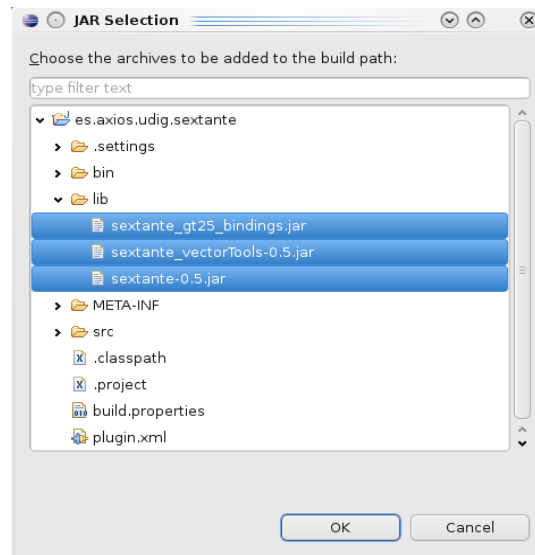 JAR Selection
Choose the archives to be added to the build path:
type filter text
es.axios.udig.sextante
.settings
bin
lib
sextante_gt25_bindings.jar
sextante_vectorTools-0.5.jar
sextante-0.5.jar
META-INF
src
.classpath
.project
build.properties
plugin.xml
OK
Cancel